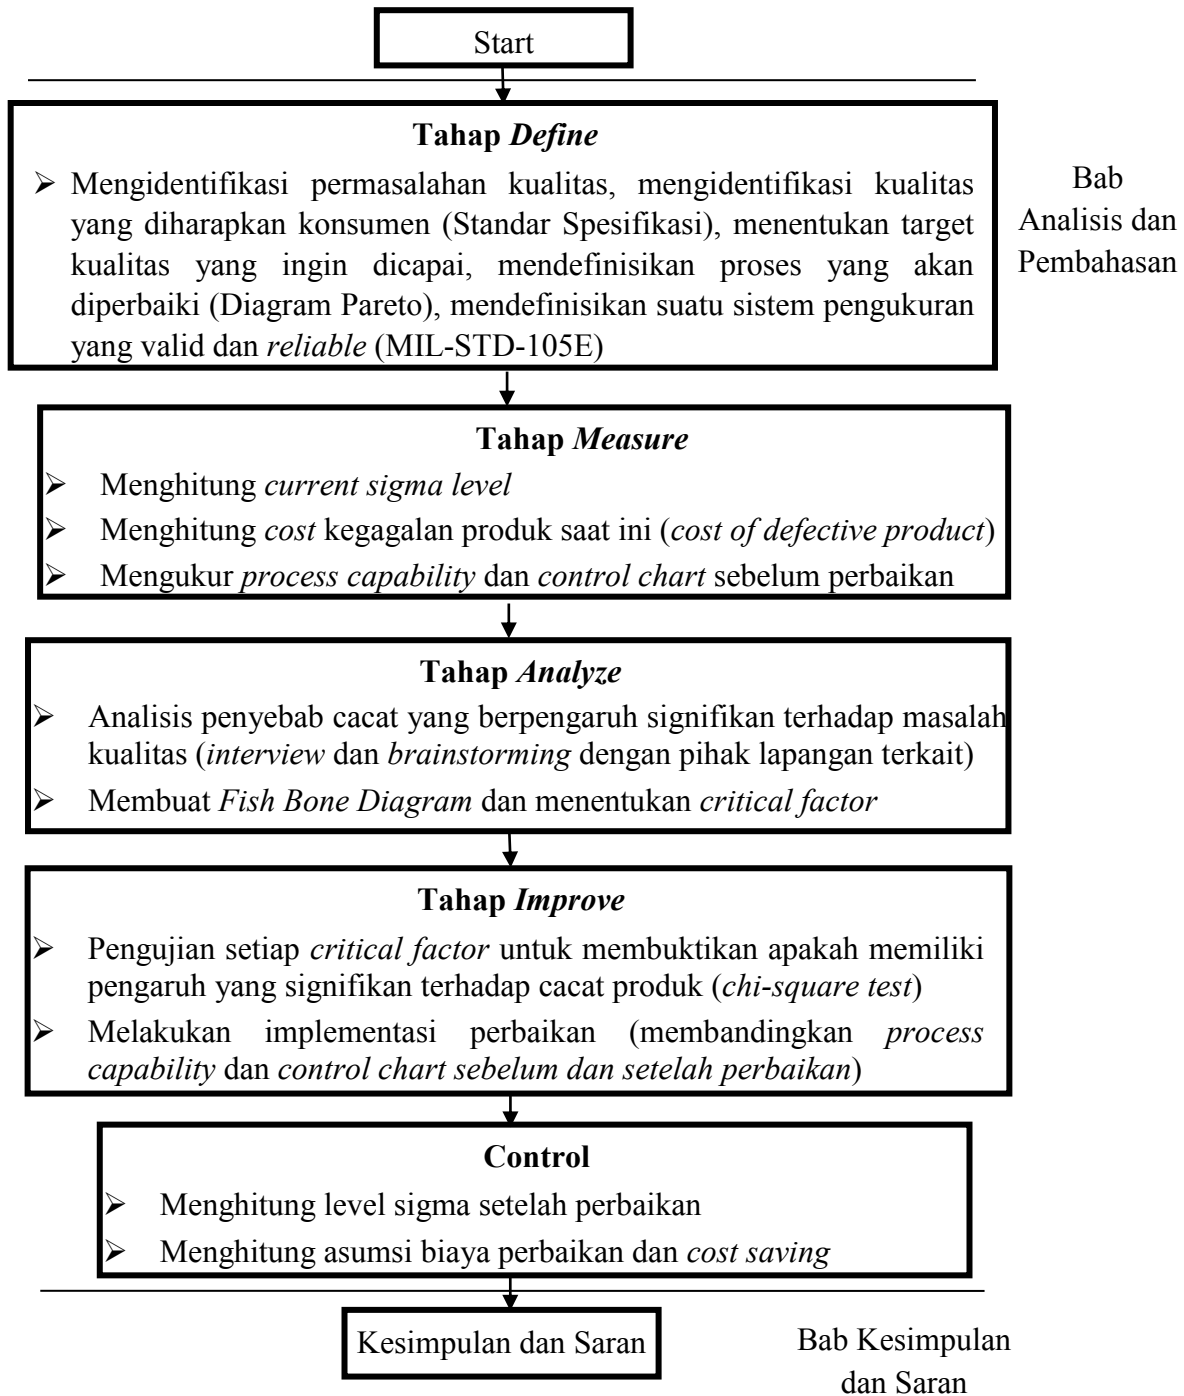 Start
Tahap Define
➢ Mengidentifikasi permasalahan kualitas, mengidentifikasi kualitas
yang diharapkan konsumen (Standar Spesifikasi), menentukan target
kualitas yang ingin dicapai, mendefinisikan proses yang akan
diperbaiki (Diagram Pareto), mendefinisikan suatu sistem pengukuran
yang valid dan reliable (MIL-STD-105E)
Bab
Analisis dan
Pembahasan
Tahap Measure
➢ Menghitung current sigma level
➢ Menghitung cost kegagalan produk saat ini (cost of defective product)
➢ Mengukur process capability dan control chart sebelum perbaikan
Tahap Analyze
➢ Analisis penyebab cacat yang berpengaruh signifikan terhadap masalah
kualitas (interview dan brainstorming dengan pihak lapangan terkait)
➢ Membuat Fish Bone Diagram dan menentukan critical factor
Tahap Improve
➢ Pengujian setiap critical factor untuk membuktikan apakah memiliki
pengaruh yang signifikan terhadap cacat produk (chi-square test)
➢ Melakukan implementasi perbaikan (membandingkan process
capability dan control chart sebelum dan setelah perbaikan)
Control
➢ Menghitung level sigma setelah perbaikan
➢ Menghitung asumsi biaya perbaikan dan cost saving
Kesimpulan dan Saran
Bab Kesimpulan
dan Saran